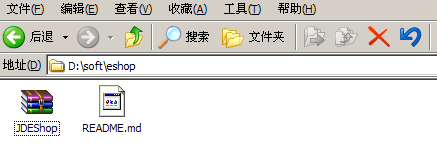 文件(F) 编辑(E) 查看(V) 收藏(A) 工具(T) 帮助(H)
后退 搜索 文件夹
地址(D) D:\soft\eshop
JDEShop README.md